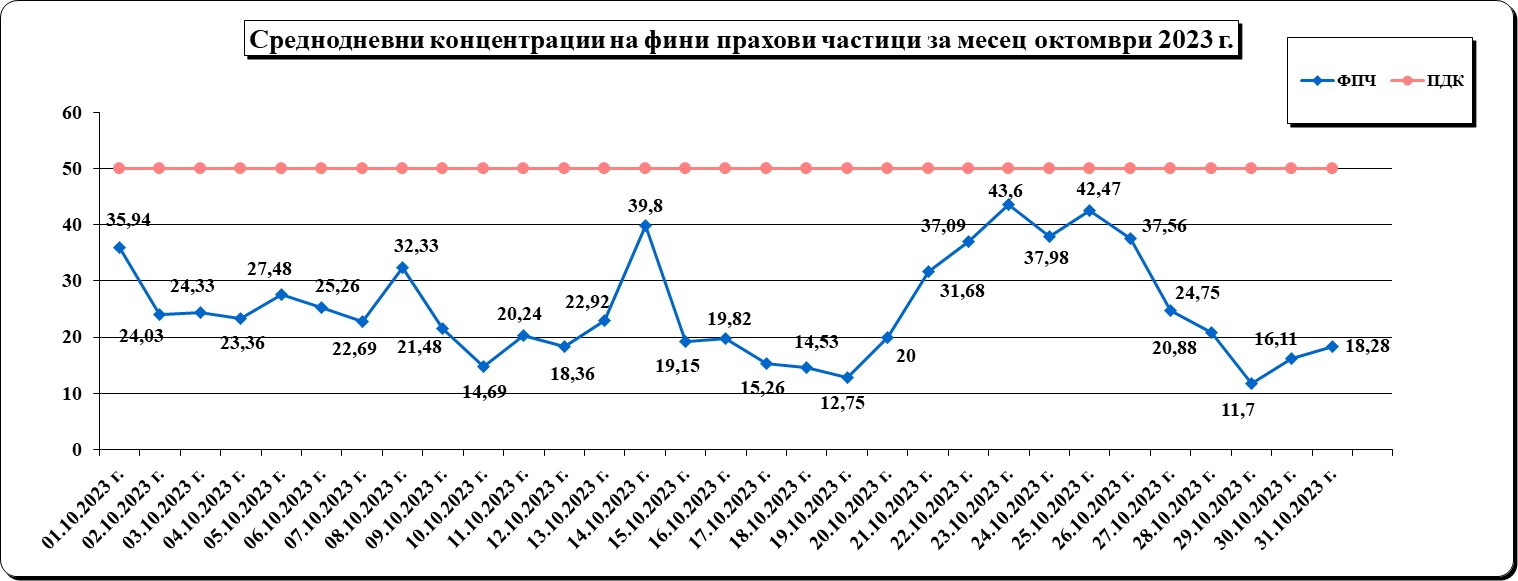 Среднодневни концентрации на фини прахови частици за месец октомври 2023 г.
ФПЧ ПДК
60
50
40
30
20
10
0
35,94
24,03
24,33
23,36
27,48
25,26
22,69
32,33
21,48
14,69
20,24
18,36
22,92
39,8
19,15
19,82
15,26
14,53
12,75
20
31,68
37,09
43,6
37,98
42,47
37,56
24,75
20,88
11,7
16,11
18,28
01.10.2023 г.
02.10.2023 г.
03.10.2023 г.
04.10.2023 г.
05.10.2023 г.
06.10.2023 г.
07.10.2023 г.
08.10.2023 г.
09.10.2023 г.
10.10.2023 г.
11.10.2023 г.
12.10.2023 г.
13.10.2023 г.
14.10.2023 г.
15.10.2023 г.
16.10.2023 г.
17.10.2023 г.
18.10.2023 г.
19.10.2023 г.
20.10.2023 г.
21.10.2023 г.
22.10.2023 г.
23.10.2023 г.
24.10.2023 г.
25.10.2023 г.
26.10.2023 г.
27.10.2023 г.
28.10.2023 г.
29.10.2023 г.
30.10.2023 г.
31.10.2023 г.